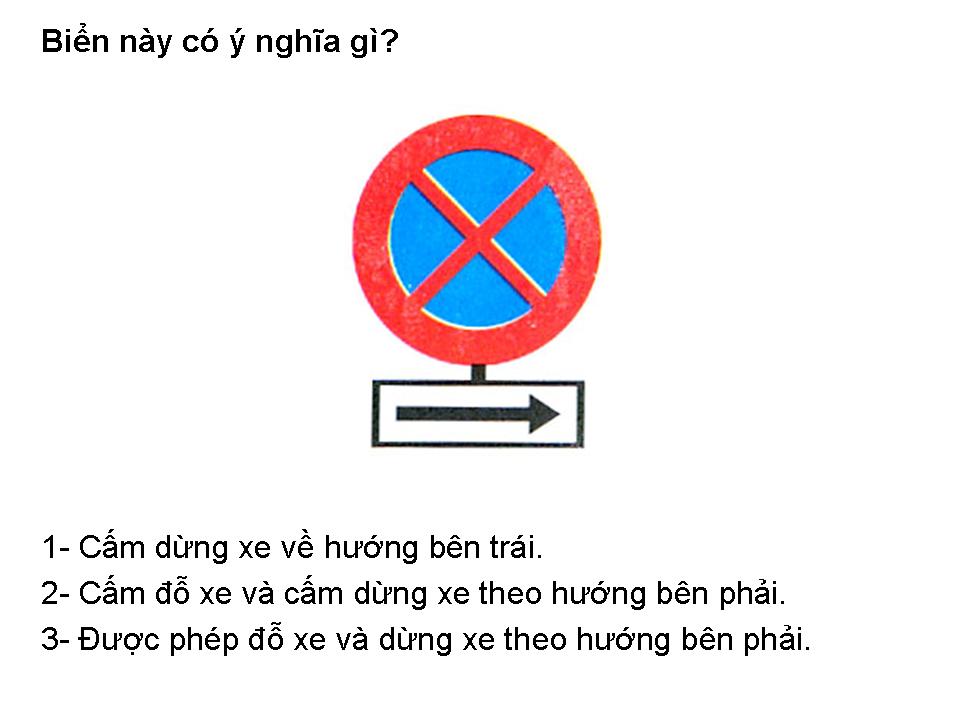 Biển này có ý nghĩa gì?
1- Cấm dừng xe về hướng bên trái.
2- Cấm đỗ xe và cấm dừng xe theo hướng bên phải.
3- Được phép đỗ xe và dừng xe theo hướng bên phải.